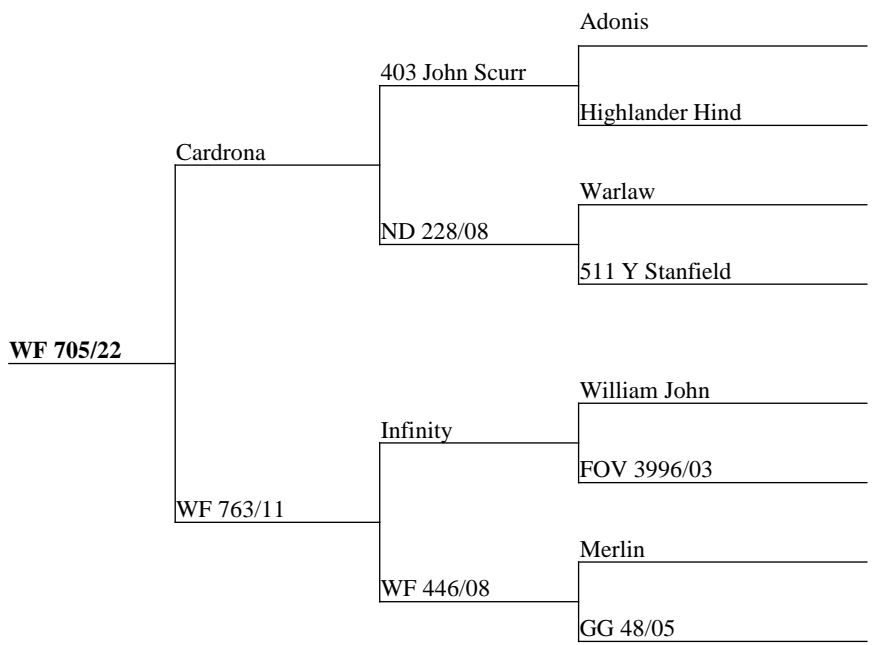 Adonis
403 John Scurr
Highlander Hind
Cardrona
Warlaw
ND 228/08
511 Y Stanfield
WF 705/22
William John
Infinity
FOV 3996/03
WF 763/11
Merlin
WF 446/08
GG 48/05